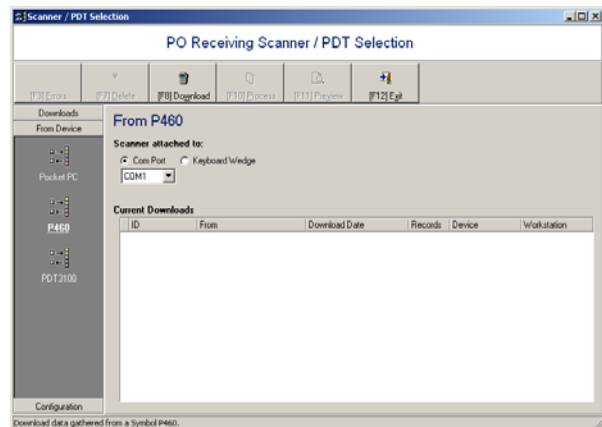 Scanner / PDT Selection
PO Receiving Scanner / PDT Selection
[F3] Errors [F7] Delete [F8] Download [F10] Process [F11] Preview [F12] Exit
Downloads
From Device
Pocket PC
P460
PDT3100
Configuration
From P460
Scanner attached to:
Com Port Keyboard Wedge
COM1
Current Downloads
ID From Download Date Records Device Workstation
Download data gathered from a Symbol P460.